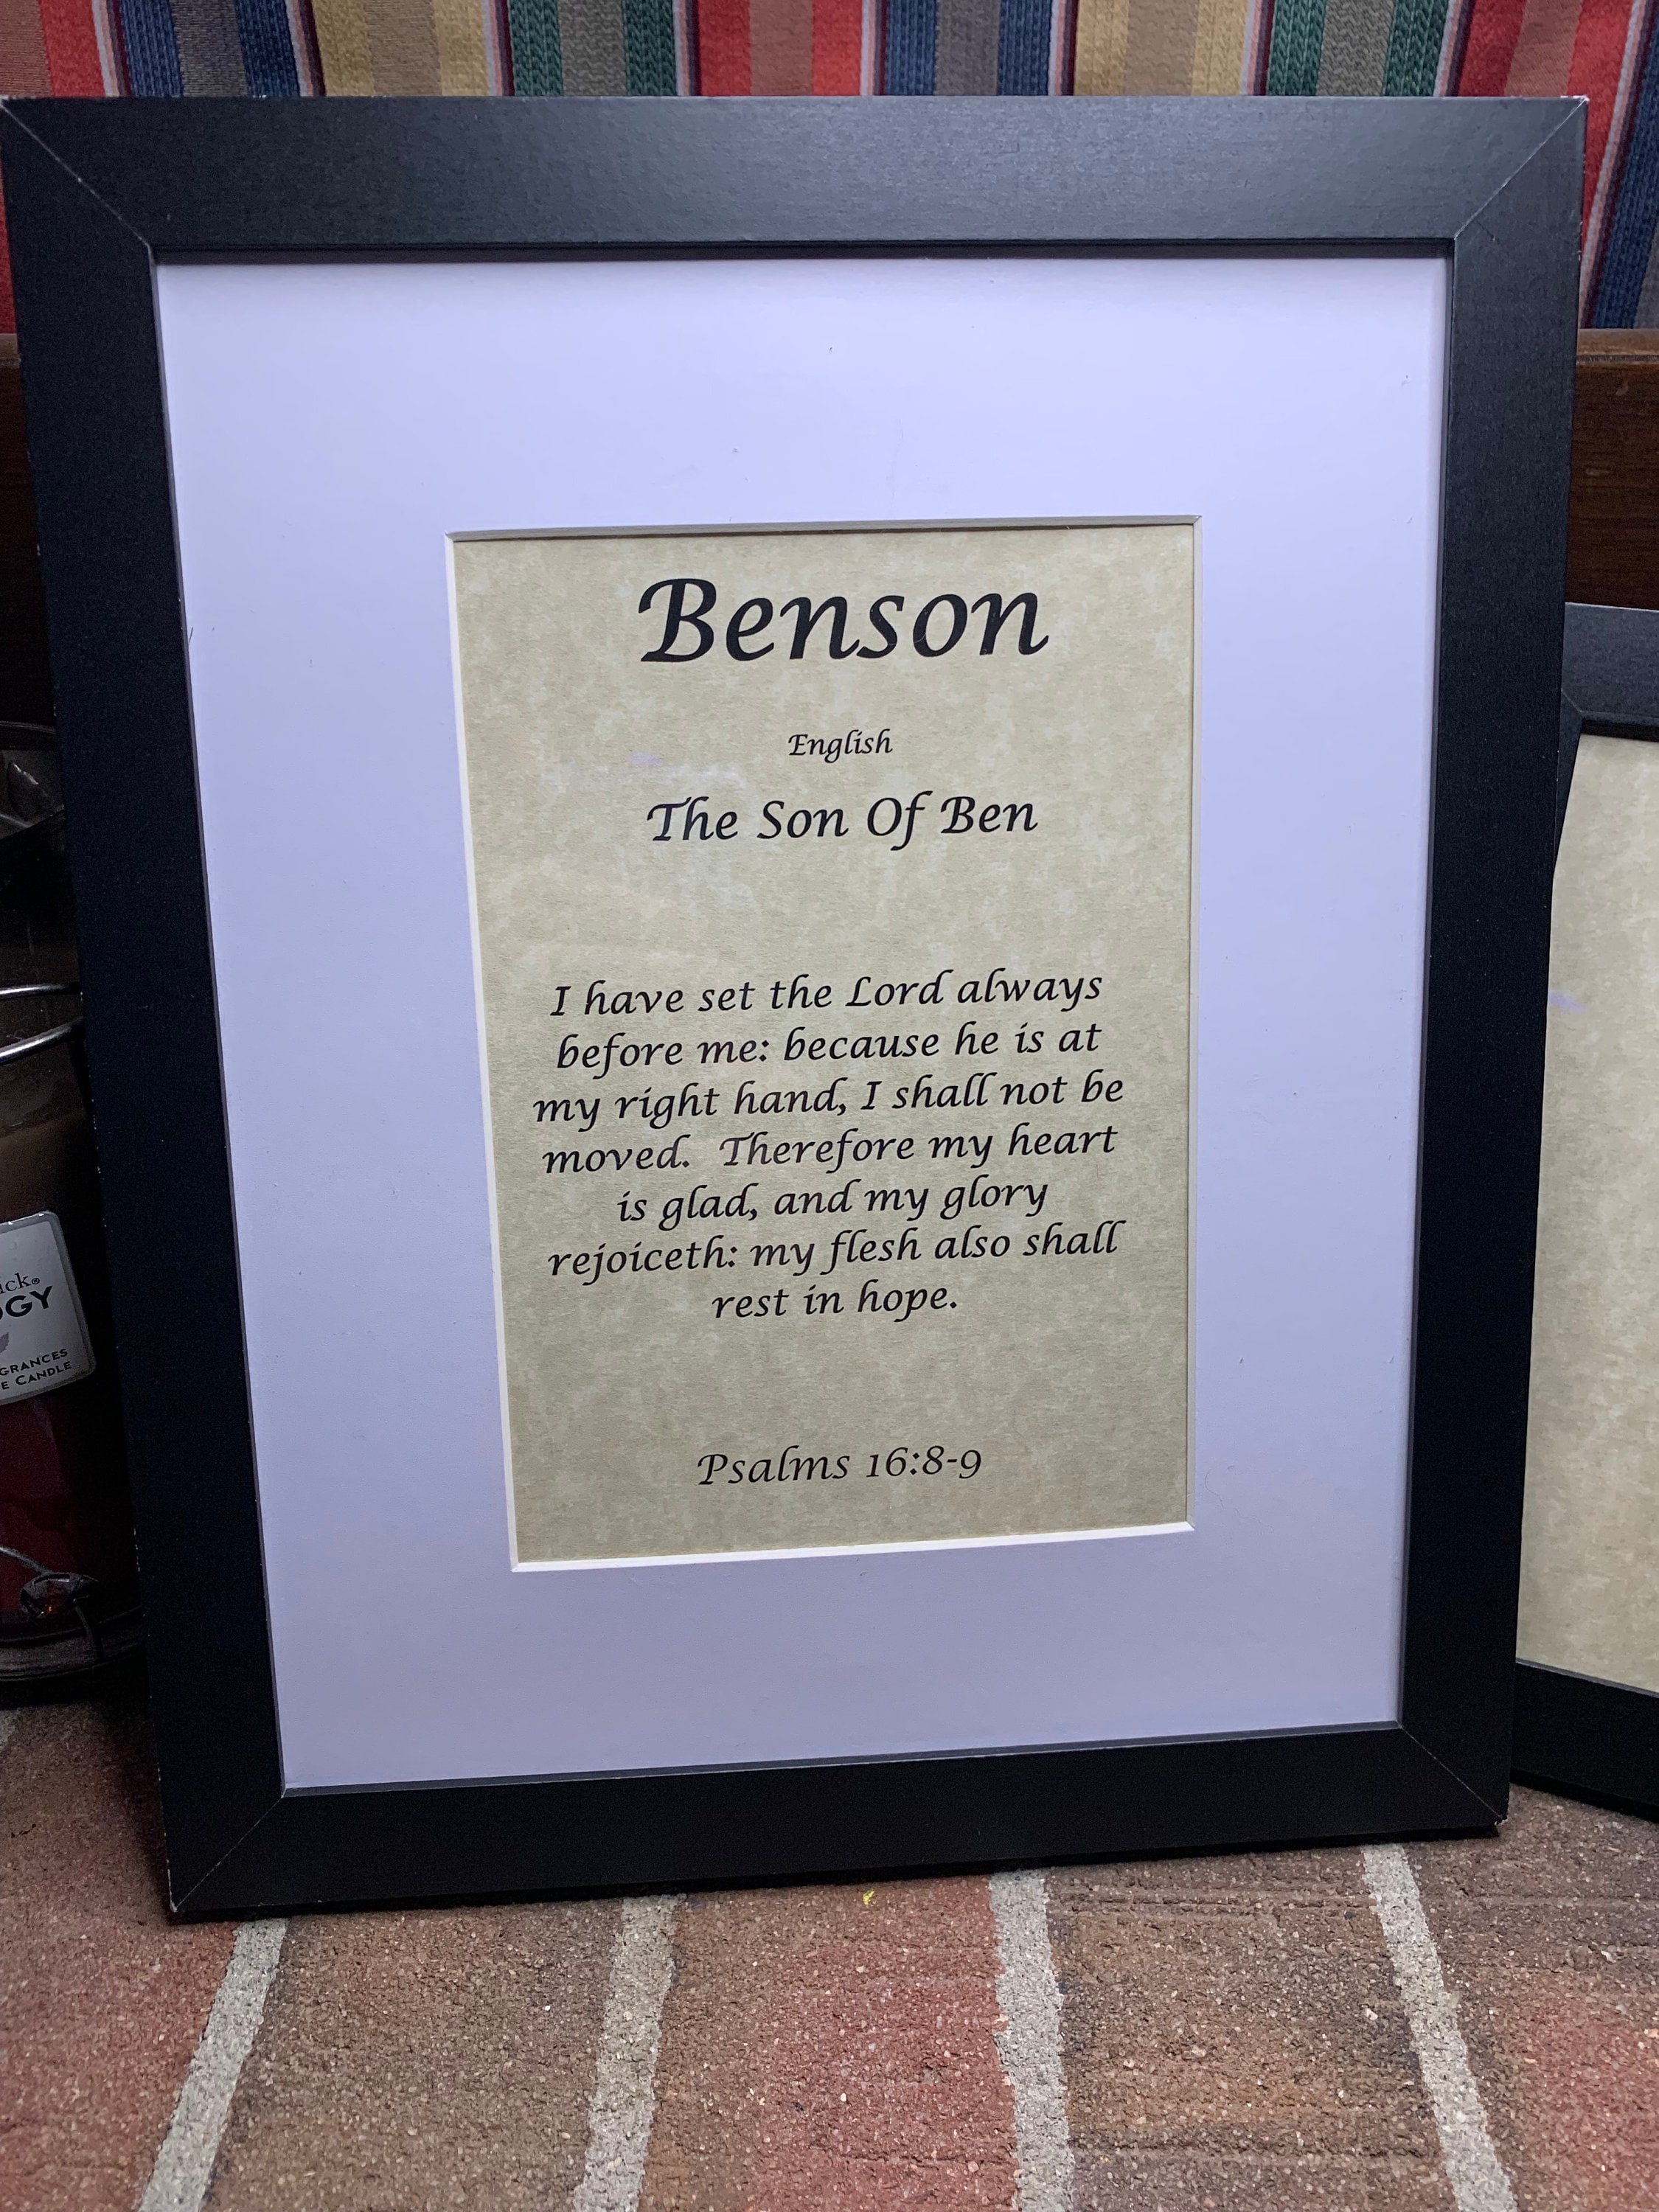 Benson
English
The Son Of Ben
I have set the Lord always
before me: because he is at
my right hand, I shall not be
moved. Therefore my heart
is glad, and my glory
rejoiceth: my flesh also shall
rest in hope.
Psalms 16:8-9
CANDLE